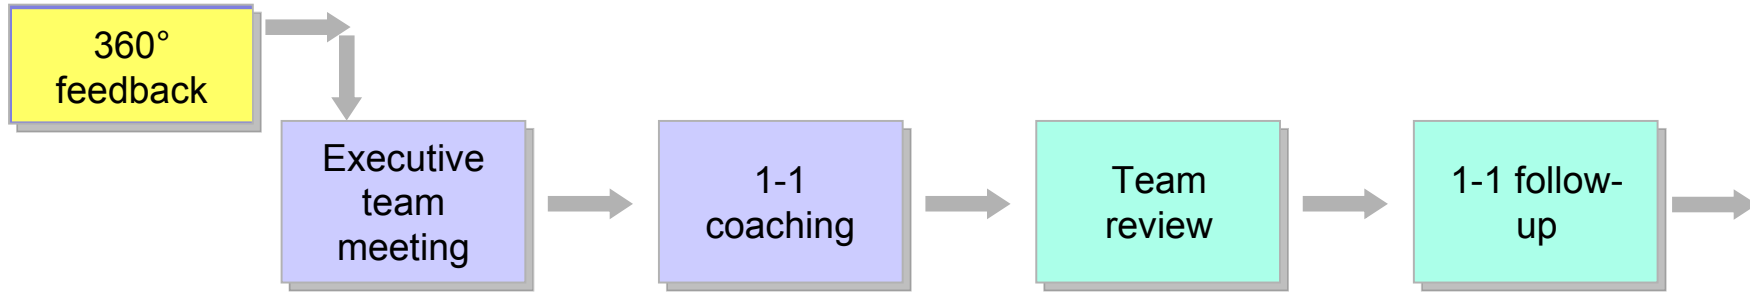 360°
feedback
Executive
team
meeting
1-1
coaching
Team
review
1-1 follow-
up